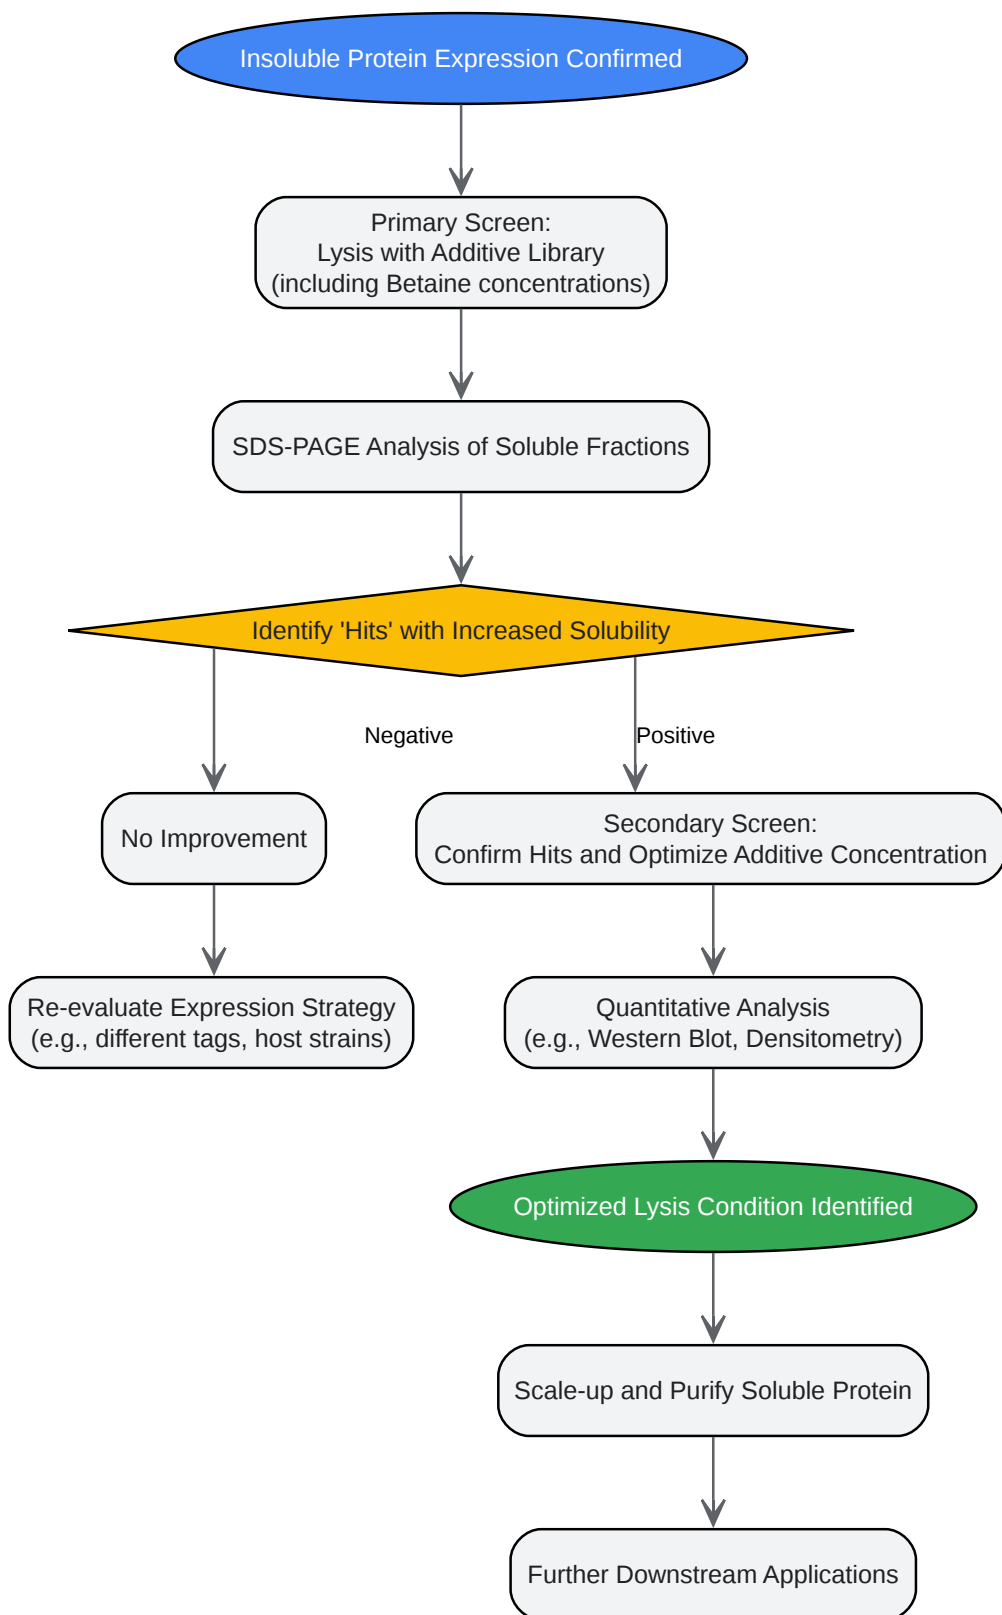 Insoluble Protein Expression Confirmed
Primary Screen:
Lysis with Additive Library
(including Betaine concentrations)
SDS-PAGE Analysis of Soluble Fractions
Identify 'Hits' with Increased Solubility
Negative
Positive
No Improvement
Secondary Screen:
Confirm Hits and Optimize Additive Concentration
Re-evaluate Expression Strategy
(e.g., different tags, host strains)
Quantitative Analysis
(e.g., Western Blot, Densitometry)
Optimized Lysis Condition Identified
Scale-up and Purify Soluble Protein
Further Downstream Applications